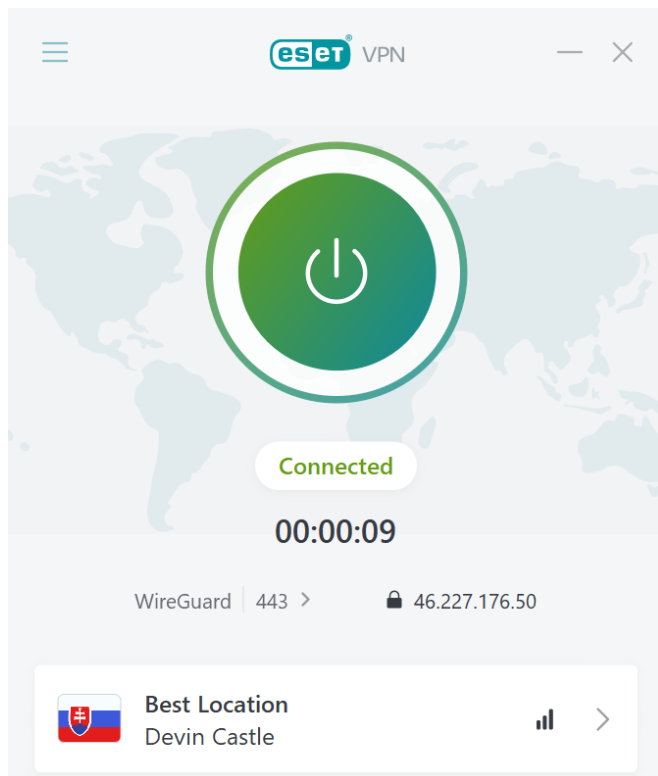 eset® VPN
Connected
00:00:09
WireGuard 443 46.227.176.50
Best Location
Devin Castle